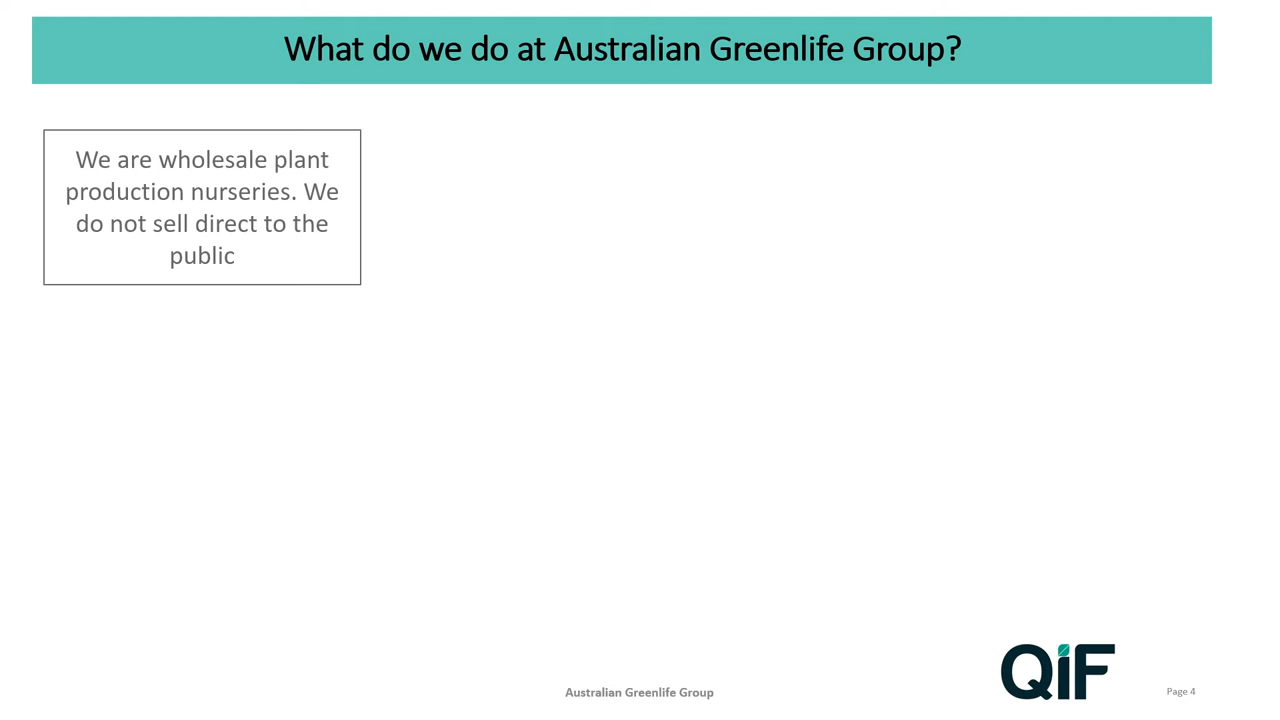 What do we do at Australian Greenlife Group?
We are wholesale plant
production nurseries. We
do not sell direct to the
public
Australian Greenlife Group
QiF
Page 4